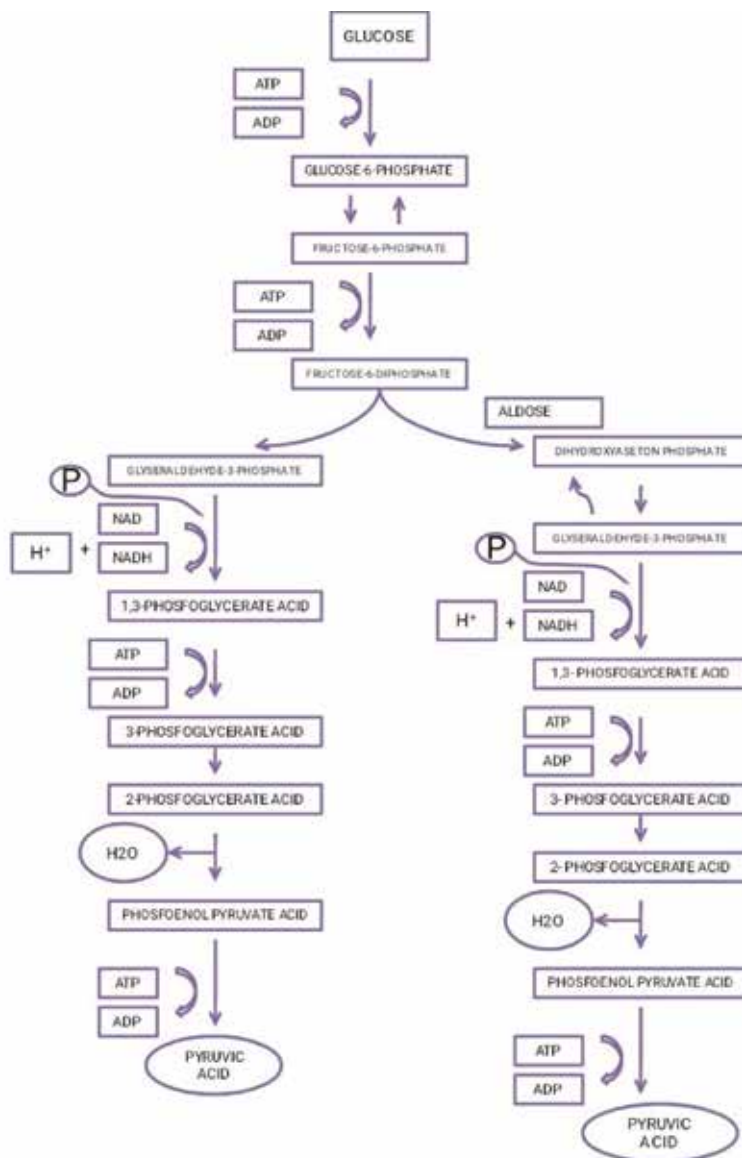 GLUCOSE
ATP
ADP
GLUCOSE-6-PHOSPHATE
FRUCTOSE-6-PHOSPHATE
ATP
ADP
FRUCTOSE-6-DIPHOSPHATE
ALDOSE
GLYSERALDEHYDE-3-PHOSPHATE
P
NAD
H⁺ + NADH
1,3-PHOSFOGLYCERATE ACID
ATP
ADP
3-PHOSFOGLYCERATE ACID
2-PHOSFOGLYCERATE ACID
H2O
PHOSFOENOL PYRUVATE ACID
ATP
ADP
PYRUVIC
ACID
DIHYDROXYASETON PHOSPHATE
GLYSERALDEHYDE-3-PHOSPHATE
P
NAD
H⁺ + NADH
1,3- PHOSFOGLYCERATE ACID
ATP
ADP
3- PHOSFOGLYCERATE ACID
2- PHOSFOGLYCERATE ACID
H2O
PHOSFOENOL PYRUVATE ACID
ATP
ADP
PYRUVIC
ACID